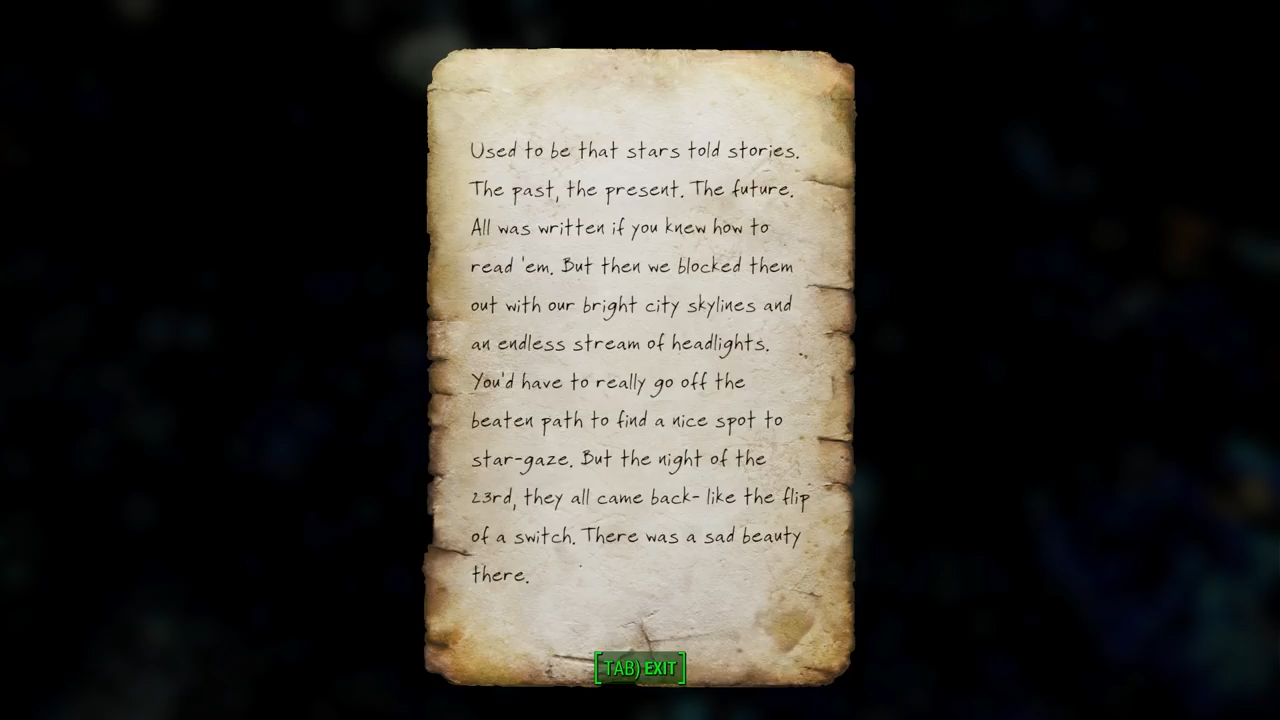 Used to be that stars told stories.
The past, the present. The future.
All was written if you knew how to
read 'em. But then we blocked them
out with our bright city skylines and
an endless stream of headlights.
You'd have to really go off the
beaten path to find a nice spot to
star-gaze. But the night of the
23rd, they all came back- like the flip
of a switch. There was a sad beauty
there.
[TAB) EXIT]